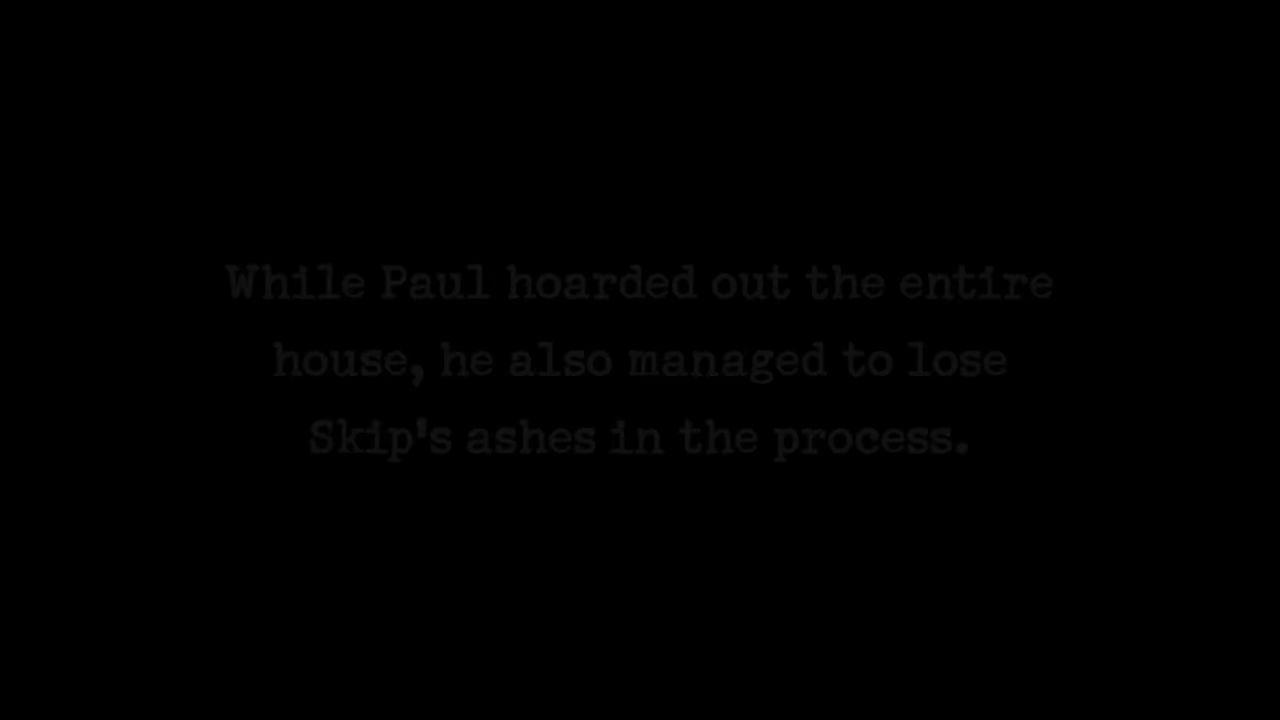 While Paul hoarded out the entire
house, he also managed to lose
Skip's ashes in the process.